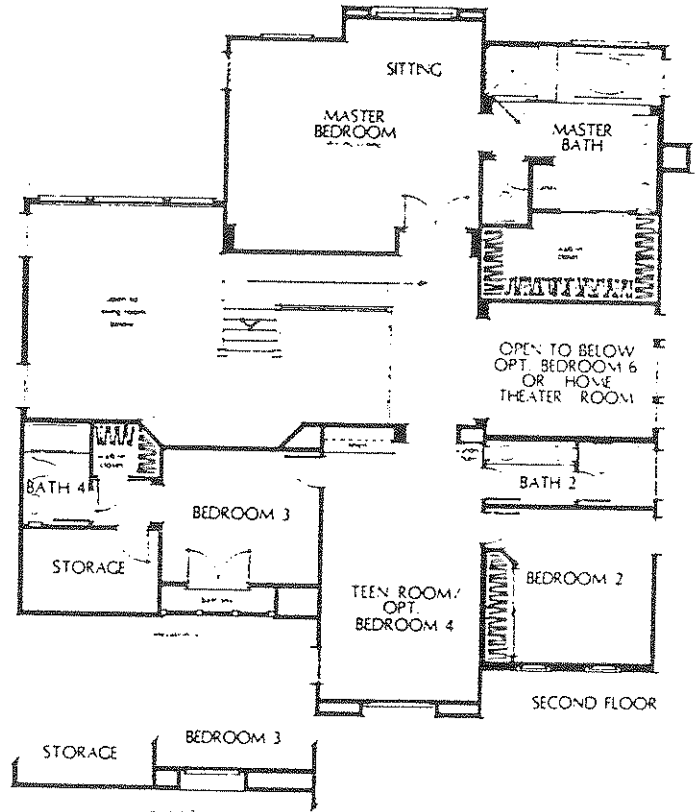 SITTING
MASTER
BEDROOM
MASTER
BATH
OPEN TO BELOW
OPT. BEDROOM 6
OR HOME
THEATER ROOM
BATH 4
BEDROOM 3
BATH 2
STORAGE
TEEN ROOM/
OPT.
BEDROOM 4
BEDROOM 2
SECOND FLOOR
STORAGE
BEDROOM 3